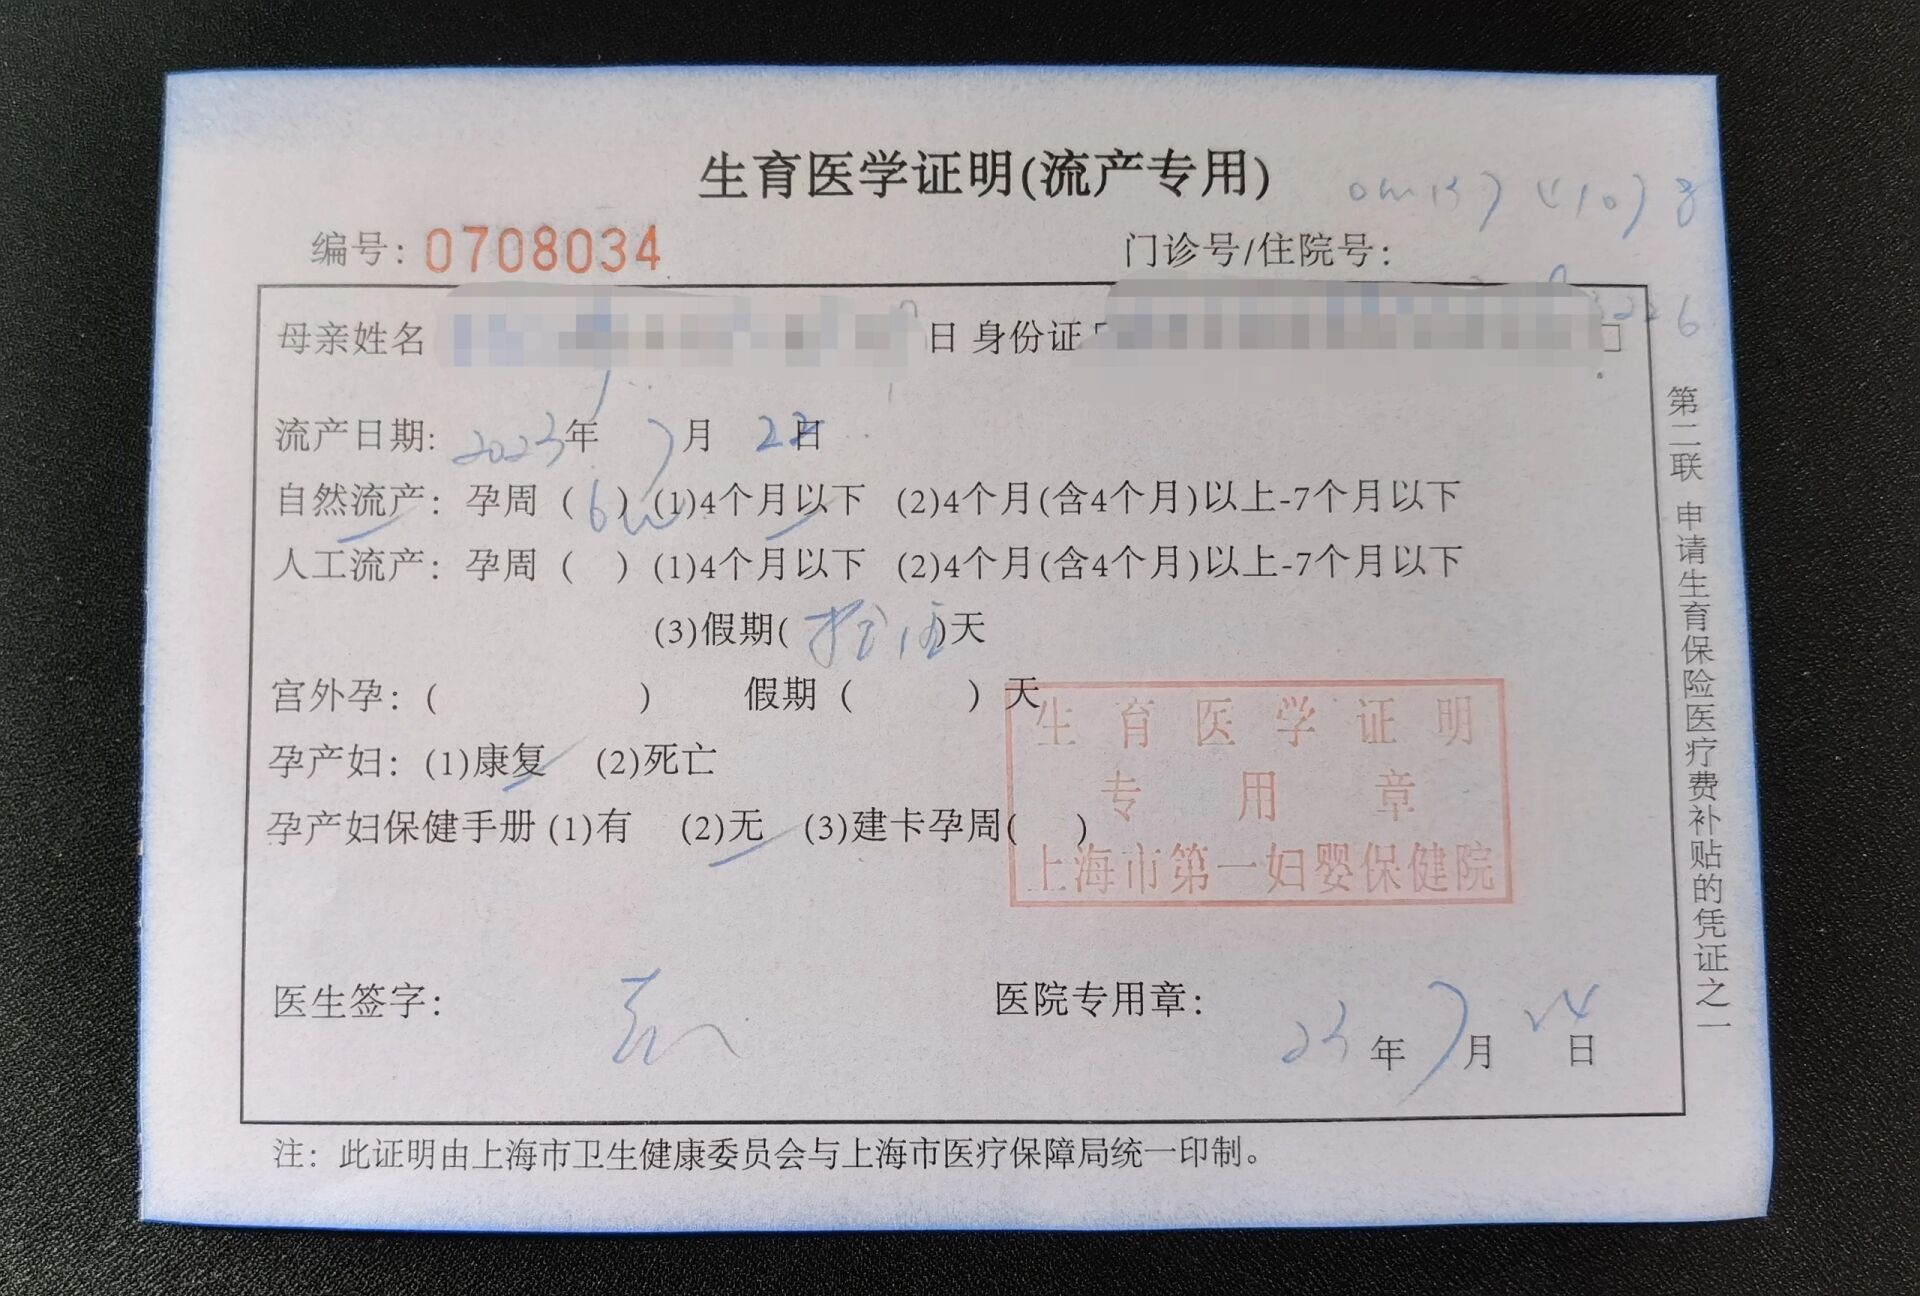 生育医学证明(流产专用)
编号：0708034
门诊号/住院号：
母亲姓名 日 身份证
流产日期: 2023年 7月 22日
自然流产：孕周（6w）(1)4个月以下 (2)4个月(含4个月)以上-7个月以下
人工流产：孕周（ ）(1)4个月以下 (2)4个月(含4个月)以上-7个月以下
(3)假期(拾伍)天
宫外孕：( ) 假期（ ）天
孕产妇：(1)康复 (2)死亡
孕产妇保健手册(1)有 (2)无 (3)建卡孕周( )
生育医学证明
专用章
上海市第一妇婴保健院
医生签字：
医院专用章：
23年7月24日
注：此证明由上海市卫生健康委员会与上海市医疗保障局统一印制。
第二联 申请生育保险医疗费补贴的凭证之一